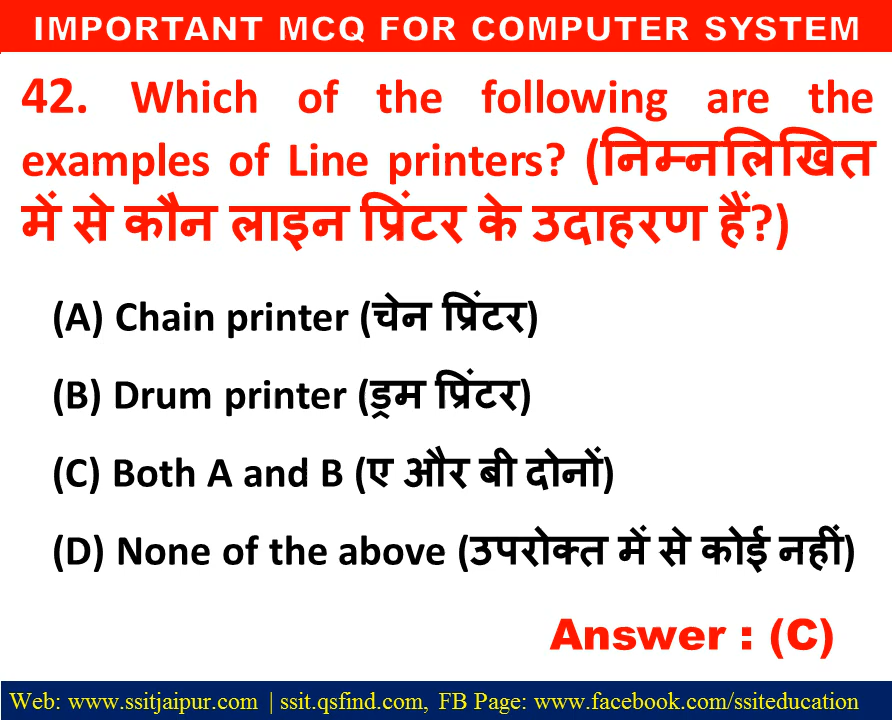 IMPORTANT MCQ FOR COMPUTER SYSTEM
42. Which of the following are the
examples of Line printers? (निम्नलिखित
में से कौन लाइन प्रिंटर के उदाहरण हैं?)
(A) Chain printer (चेन प्रिंटर)
(B) Drum printer (ड्रम प्रिंटर)
(C) Both A and B (ए और बी दोनों)
(D) None of the above (उपरोक्त में से कोई नहीं)
Answer : (C)
Web: www.ssitjaipur.com | ssit.qsfind.com, FB Page: www.facebook.com/ssiteducation